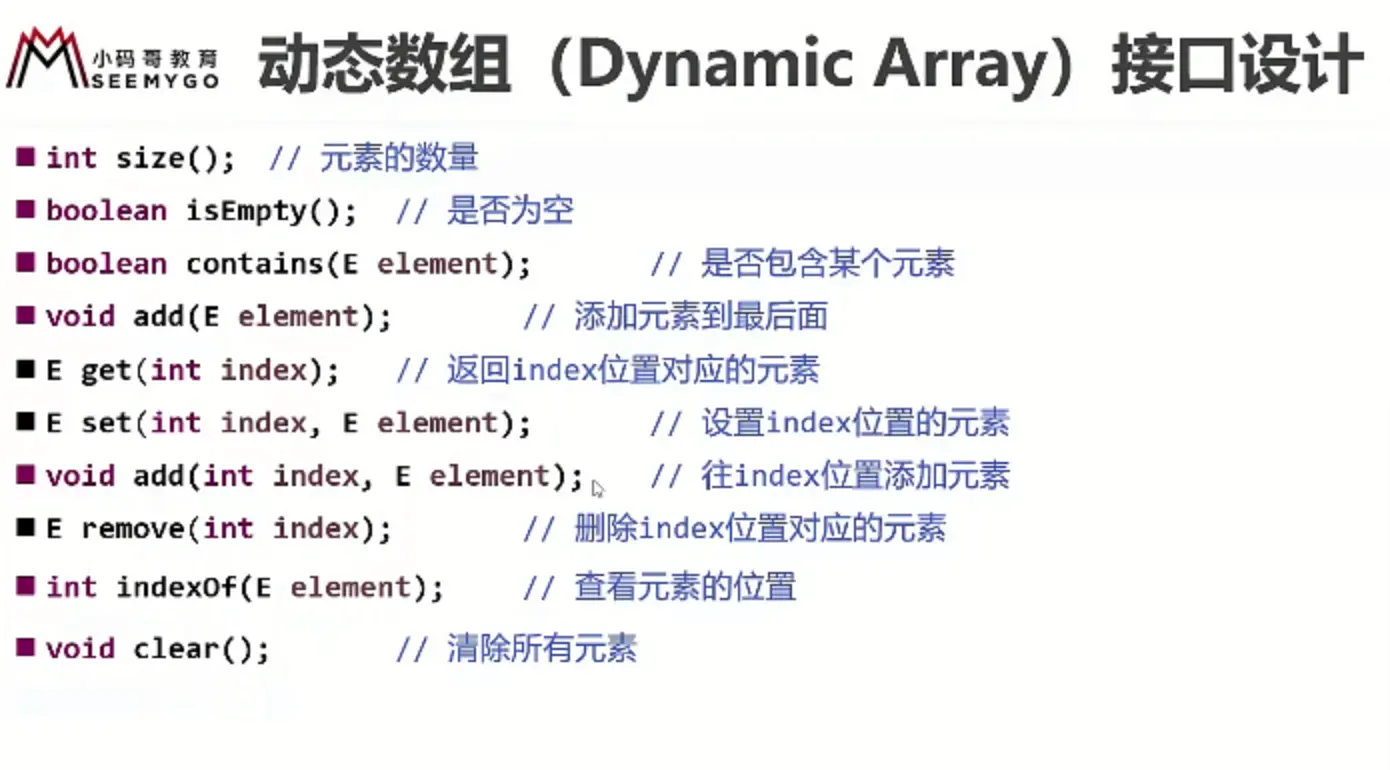 小码哥教育
SEEMYGO
动态数组（Dynamic Array）接口设计
int size(); // 元素的数量
boolean isEmpty(); // 是否为空
boolean contains(E element); // 是否包含某个元素
void add(E element); // 添加元素到最后面
E get(int index); // 返回index位置对应的元素
E set(int index, E element); // 设置index位置的元素
void add(int index, E element); // 往index位置添加元素
E remove(int index); // 删除index位置对应的元素
int indexOf(E element); // 查看元素的位置
void clear(); // 清除所有元素